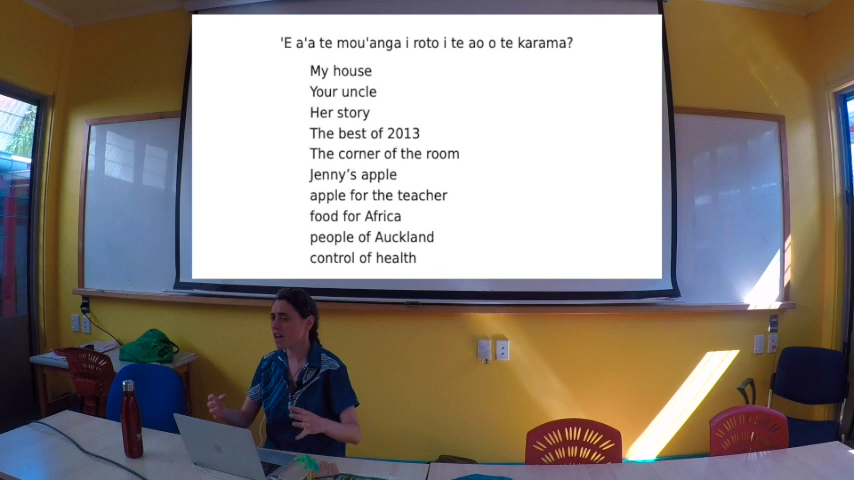 'E a'a te mou'anga i roto i te ao o te karama?
My house
Your uncle
Her story
The best of 2013
The corner of the room
Jenny’s apple
apple for the teacher
food for Africa
people of Auckland
control of health